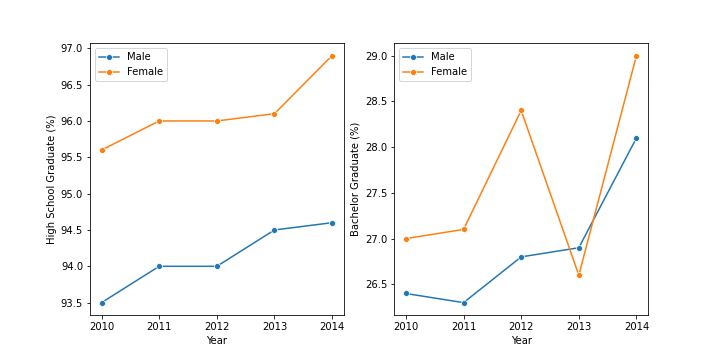 High School Graduate (%)
97.0
96.5
96.0
95.5
95.0
94.5
94.0
93.5
Male
Female
2010 2011 2012 2013 2014
Year
Bachelor Graduate (%)
29.0
28.5
28.0
27.5
27.0
26.5
Male
Female
2010 2011 2012 2013 2014
Year